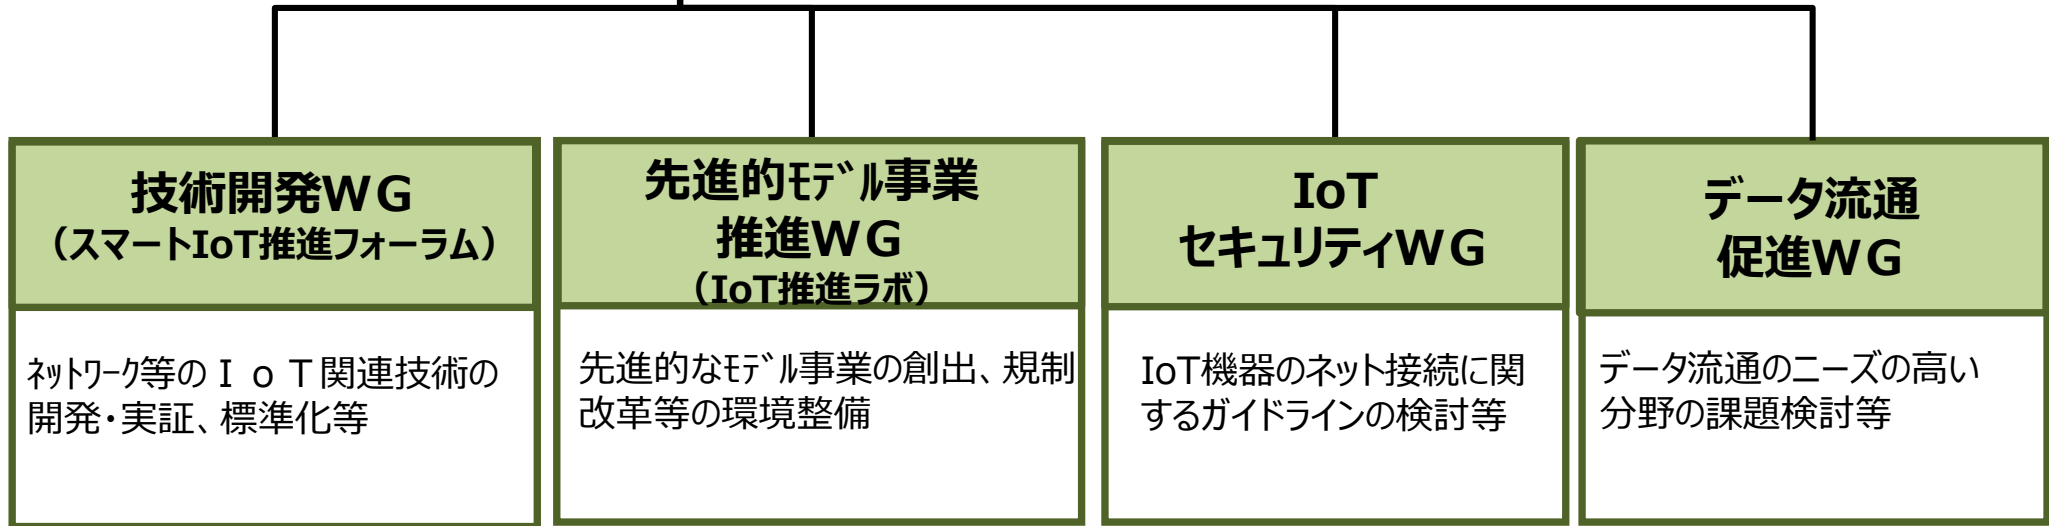 技術開発WG
（スマートIoT推進フォーラム）
ﾈｯﾄﾜｰｸ等のＩｏＴ関連技術の
開発・実証、標準化等
先進的ﾓﾃﾞﾙ事業
推進WG
（IoT推進ラボ）
先進的なﾓﾃﾞﾙ事業の創出、規制
改革等の環境整備
IoT
セキュリティWG
IoT機器のネット接続に関
するガイドラインの検討等
データ流通
促進WG
データ流通のニーズの高い
分野の課題検討等